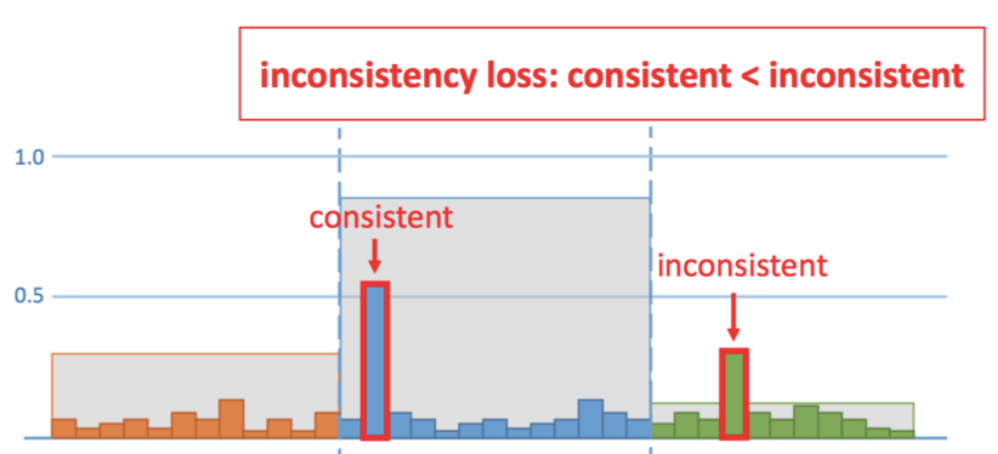 inconsistency loss: consistent < inconsistent
1.0
consistent
inconsistent
0.5